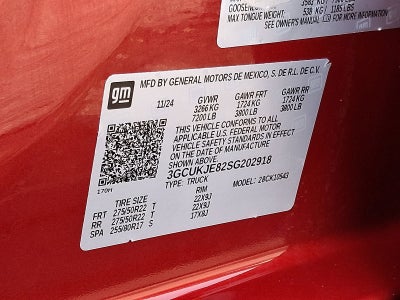 GOOSENECK
MAX TONGUE WEIGHT: 538 KG / 1185 LBS
SEE OWNER'S MANUAL
gm
MFD BY GENERAL MOTORS DE MEXICO, S. DE R.L. DE C.V.
11/24 GVWR GAWR FRT GAWR RR
3266 KG 1724 KG 1724 KG
7200 LB 3800 LB 3800 LB
THIS VEHICLE CONFORMS TO ALL
APPLICABLE U.S. FEDERAL MOTOR
VEHICLE SAFETY STANDARDS IN EFFECT
ON THE DATE OF MANUFACTURE
SHOWN ABOVE.
3GCUKJE82SG202918
TYPE: TRUCK MODEL: 28CK10543
170M
TIRE SIZE RIM
FRT 275/50R22 T 22X9J
RR 275/50R22 T 22X9J
SPA 255/80R17 S 17X8J